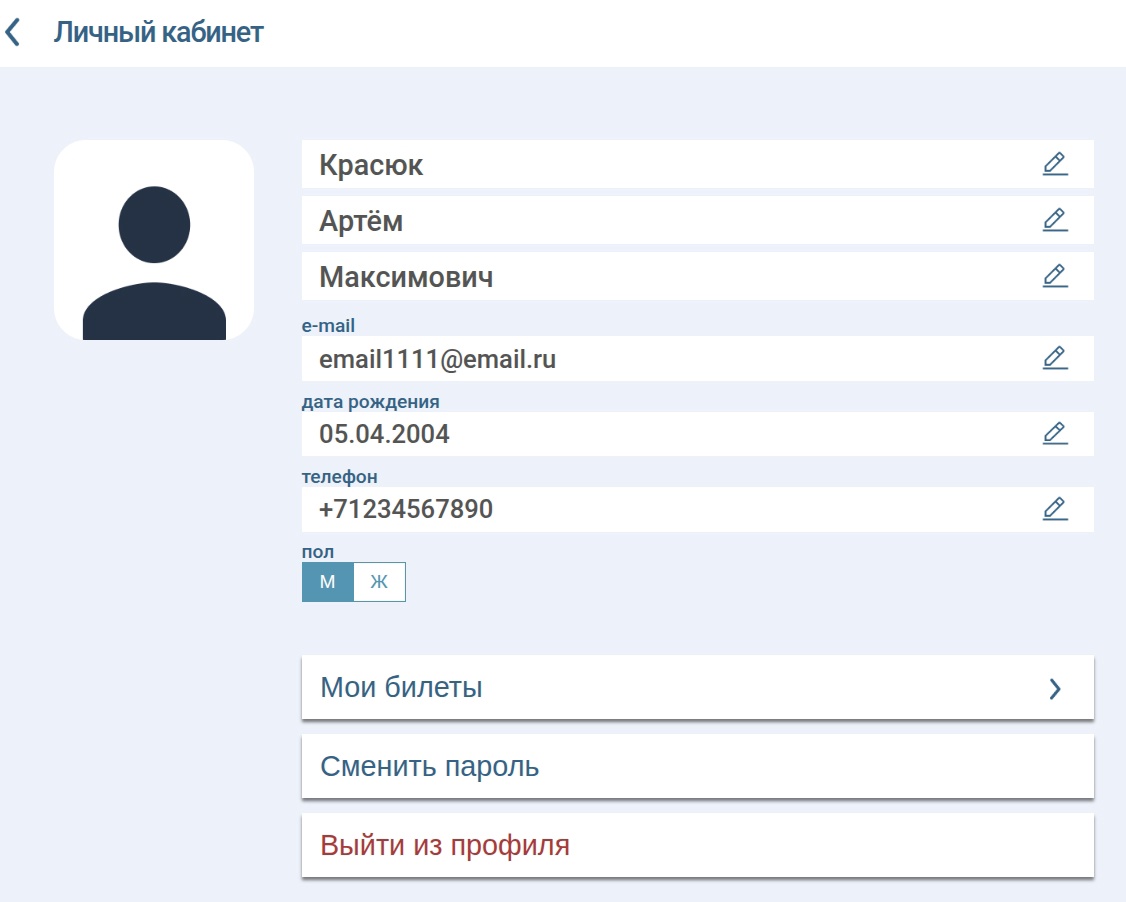 Личный кабинет
Красюк
Артём
Максимович
e-mail
email1111@email.ru
дата рождения
05.04.2004
телефон
+71234567890
пол
М Ж
Мои билеты
Сменить пароль
Выйти из профиля